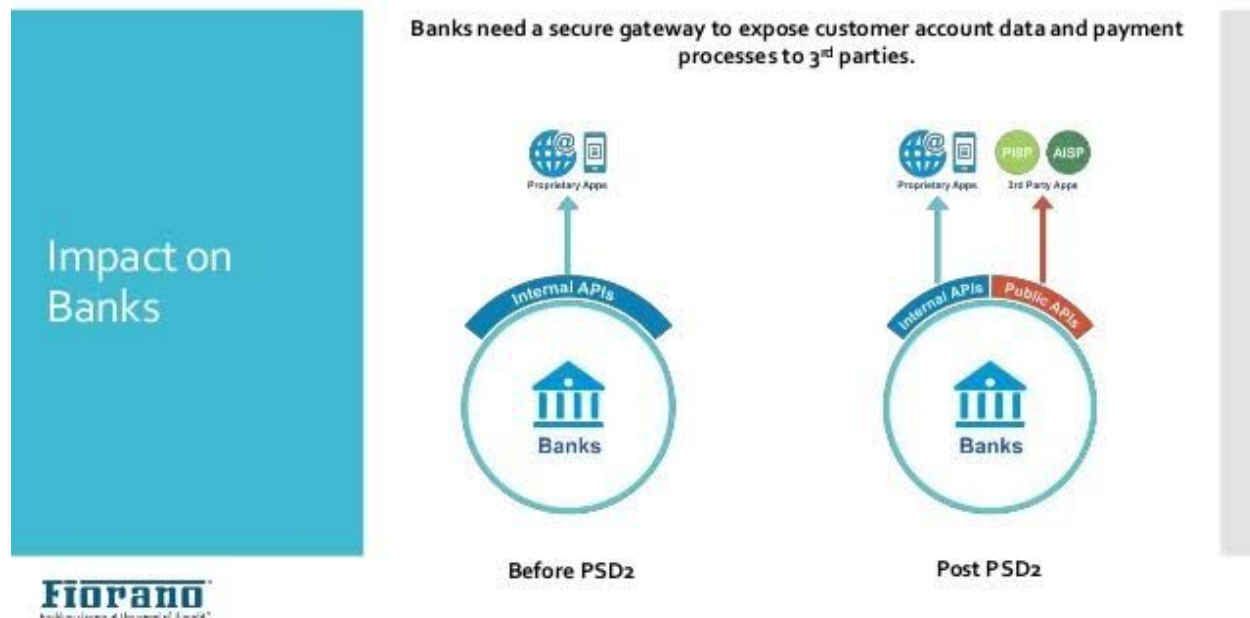 Banks need a secure gateway to expose customer account data and payment
processes to 3rd parties.
Impact on
Banks
@
Proprietary Apps
Internal APIs
Banks
Before PSD2
@
Proprietary Apps
PISP
AISP
3rd Party Apps
Internal APIs
Public APIs
Banks
Post PSD2
Fiorano